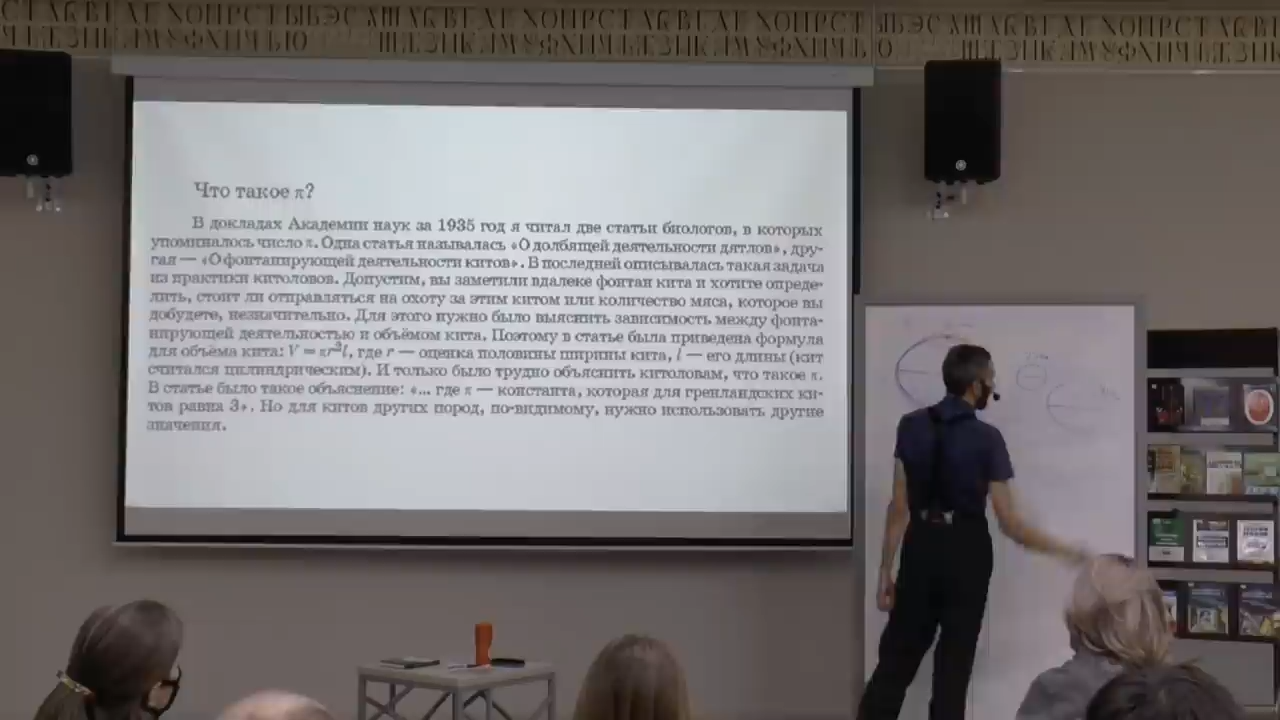 Что такое π?
В докладах Академии наук за 1935 год я читал две статьи биологов, в которых
упоминалось число π. Одна статья называлась «О долбящей деятельности дятлов», дру-
гая — «О фонтанирующей деятельности китов». В последней описывалась такая задача
из практики китоловов. Допустим, вы заметили вдалеке фонтан кита и хотите опреде-
лить, стоит ли отправляться на охоту за этим китом или количество мяса, которое вы
добудете, незначительно. Для этого нужно было выяснить зависимость между фонта-
нирующей деятельностью и объёмом кита. Поэтому в статье была приведена формула
для объёма кита: V = πr²l, где r — оценка половины ширины кита, l — его длины (кит
считался цилиндрическим). И только было трудно объяснить китоловам, что такое π.
В статье было такое объяснение: «... где π — константа, которая для гренландских ки-
тов равна 3». Но для китов других пород, по-видимому, нужно использовать другие
значения.